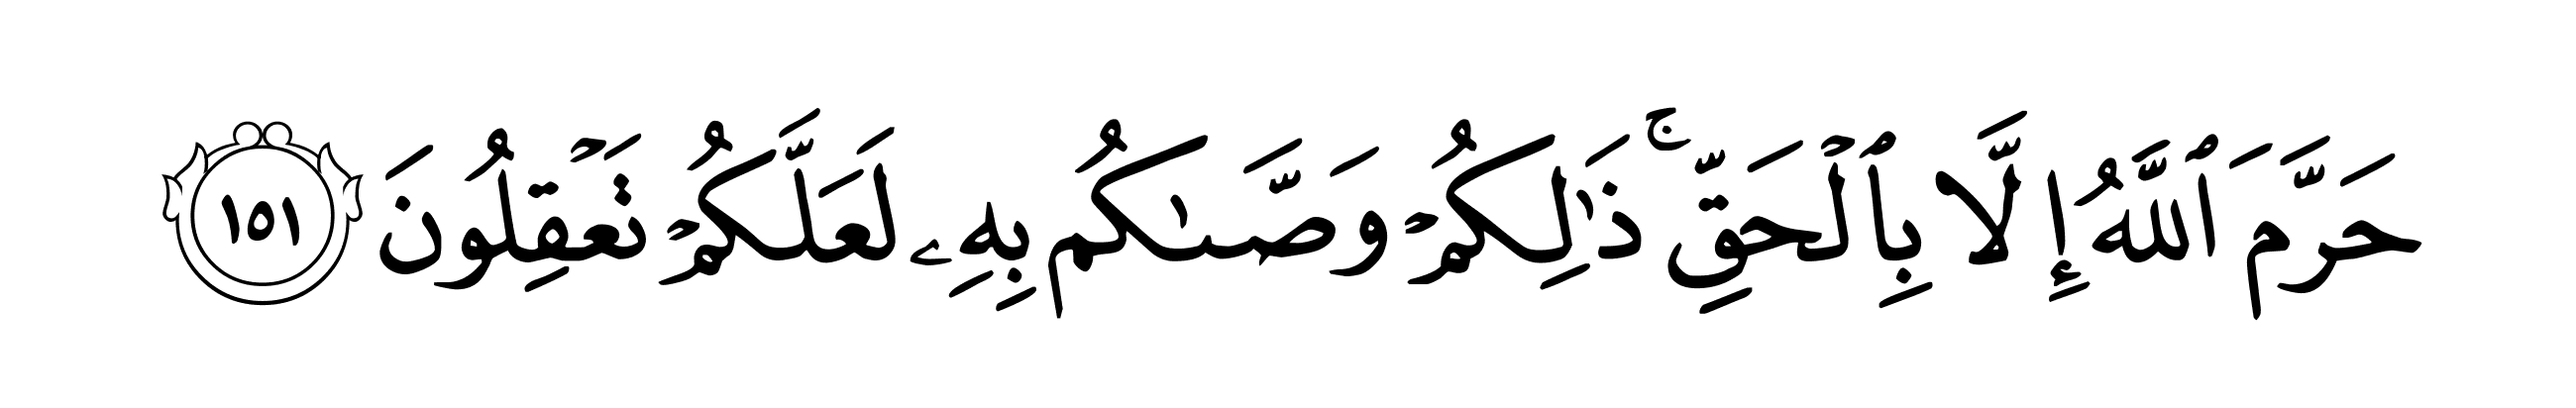 حَرَّمَ ٱللَّهُ إِلَّا بِٱلْحَقِّ ۚ ذَٰلِكُمْ وَصَّىٰكُم بِهِۦ لَعَلَّكُمْ تَعْقِلُونَ ١٥١